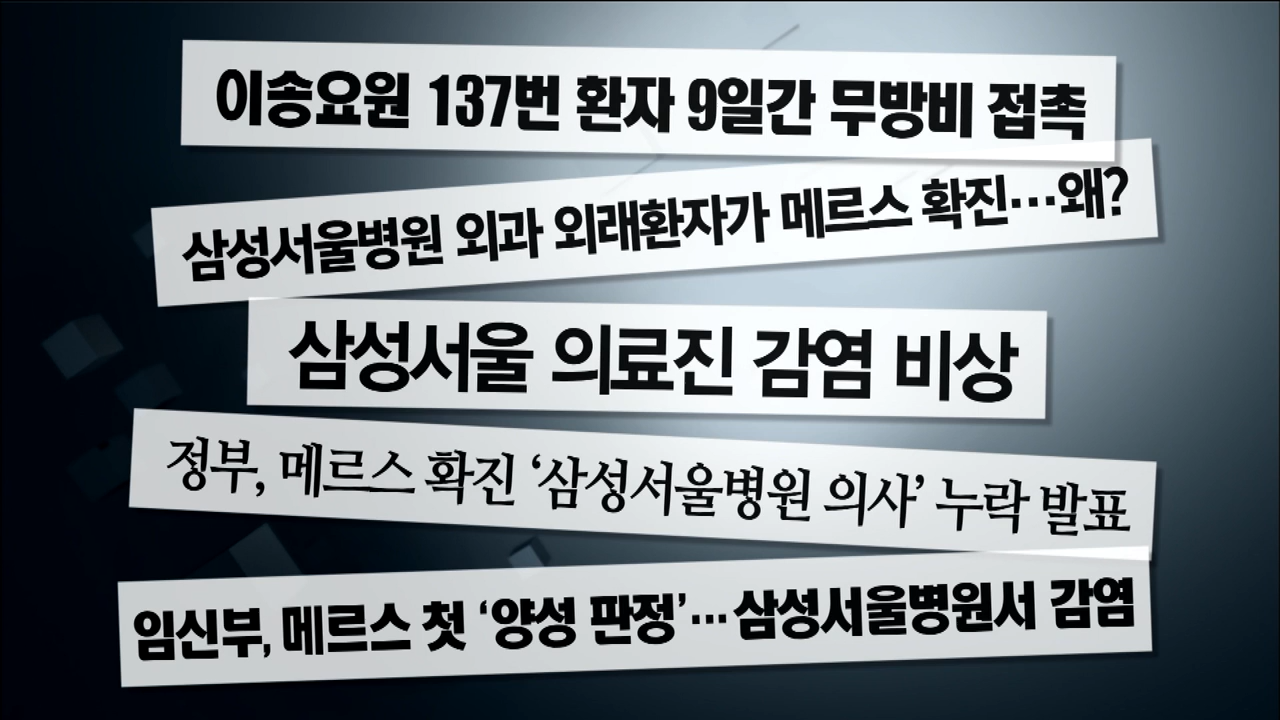 이송요원 137번 환자 9일간 무방비 접촉
삼성서울병원 외과 외래환자가 메르스 확진…왜?
삼성서울 의료진 감염 비상
정부, 메르스 확진 ‘삼성서울병원 의사’ 누락 발표
임신부, 메르스 첫 ‘양성 판정’…삼성서울병원서 감염